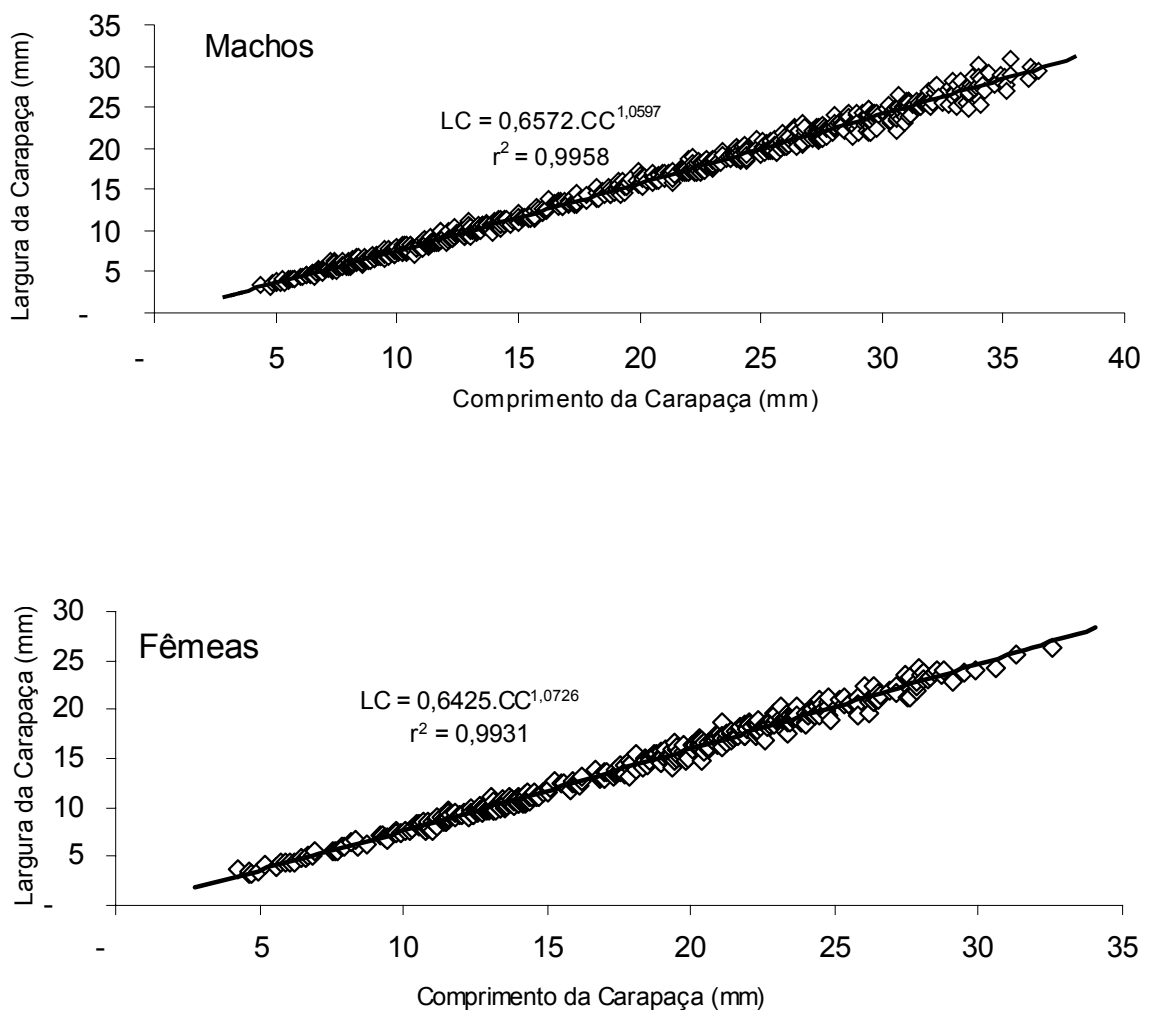 Machos
LC = 0,6572.CC^1,0597
r² = 0,9958
Largura da Carapaça (mm)
35
30
25
20
15
10
5
-
- 5 10 15 20 25 30 35 40
Comprimento da Carapaça (mm)
Fêmeas
LC = 0,6425.CC^1,0726
r² = 0,9931
Largura da Carapaça (mm)
30
25
20
15
10
5
-
- 5 10 15 20 25 30 35
Comprimento da Carapaça (mm)